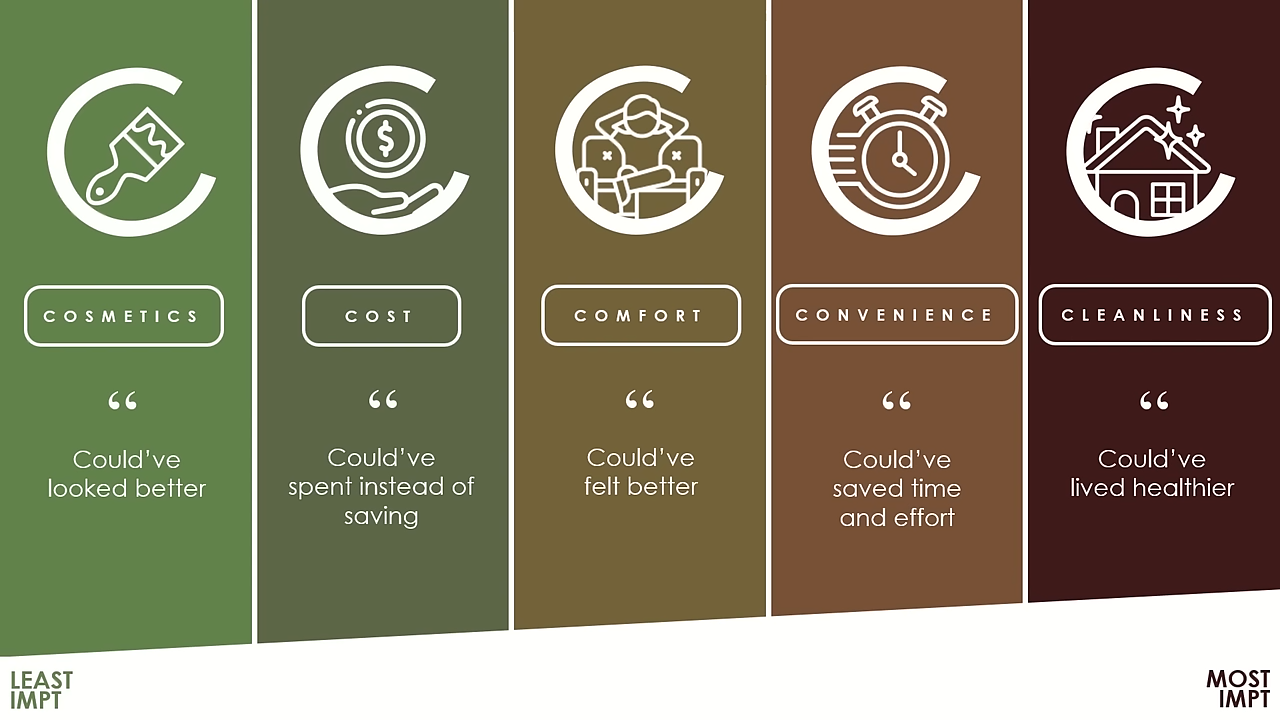 COSMETICS
“
Could’ve
looked better
COST
“
Could’ve
spent instead of
saving
COMFORT
“
Could’ve
felt better
CONVENIENCE
“
Could’ve
saved time
and effort
CLEANLINESS
“
Could’ve
lived healthier
LEAST
IMPT
MOST
IMPT